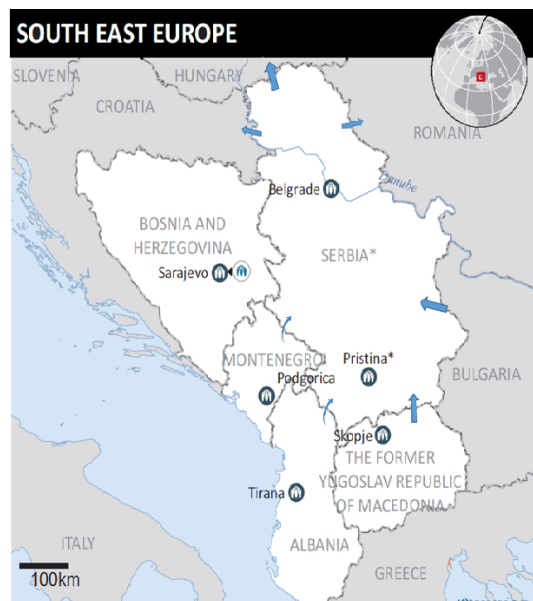 SOUTH EAST EUROPE
SLOVENIA
HUNGARY
CROATIA
ROMANIA
Danube
Belgrade
BOSNIA AND
HERZEGOVINA
SERBIA*
Sarajevo
MONTENEGRO
Pristina*
Podgorica
BULGARIA
Skopje
THE FORMER
YUGOSLAV REPUBLIC
OF MACEDONIA
Tirana
ITALY
ALBANIA
GREECE
100km